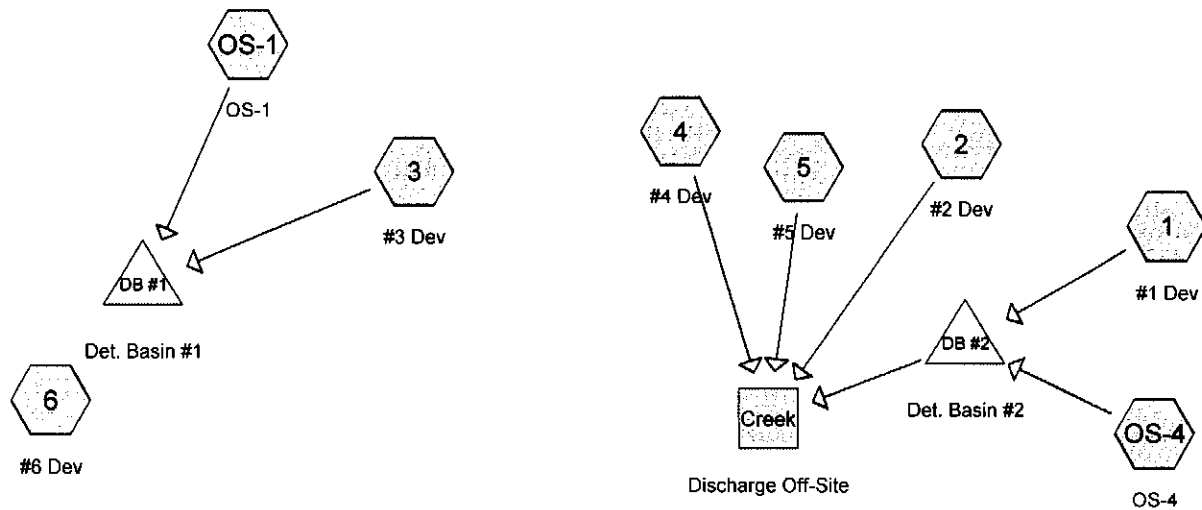 OS-1
OS-1
3
#3 Dev
DB #1
Det. Basin #1
6
#6 Dev
4
#4 Dev
5
#5 Dev
2
#2 Dev
1
#1 Dev
DB #2
Det. Basin #2
Creek
Discharge Off-Site
OS-4
OS-4